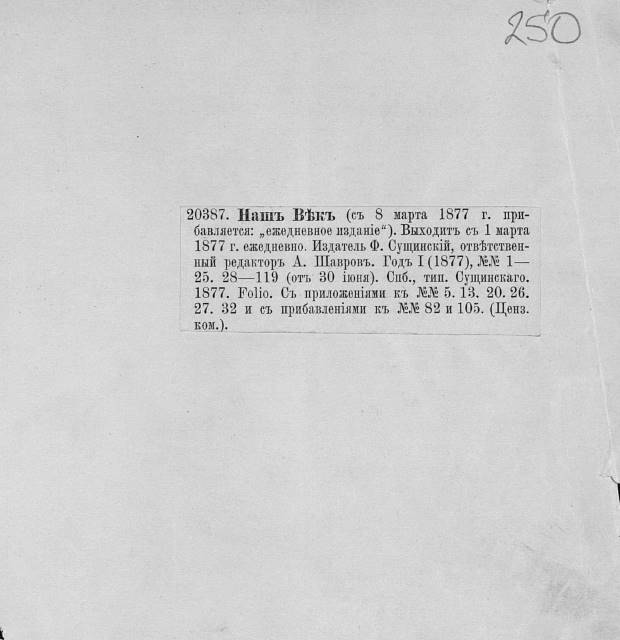 250
20387. Нашъ Вѣкъ (съ 8 марта 1877 г. при-
бавляется: „ежедневное изданіе“). Выходитъ съ 1 марта
1877 г. ежедневно. Издатель Ф. Сущинскій, отвѣтствен-
ный редакторъ А. Шавровъ. Годъ I (1877), №№ 1—
25. 28—119 (отъ 30 іюня). Спб., тип. Сущинскаго.
1877. Folio. Съ приложеніями къ №№ 5. 13. 20. 26.
27. 32 и съ прибавленіями къ №№ 82 и 105. (Ценз.
ком.).